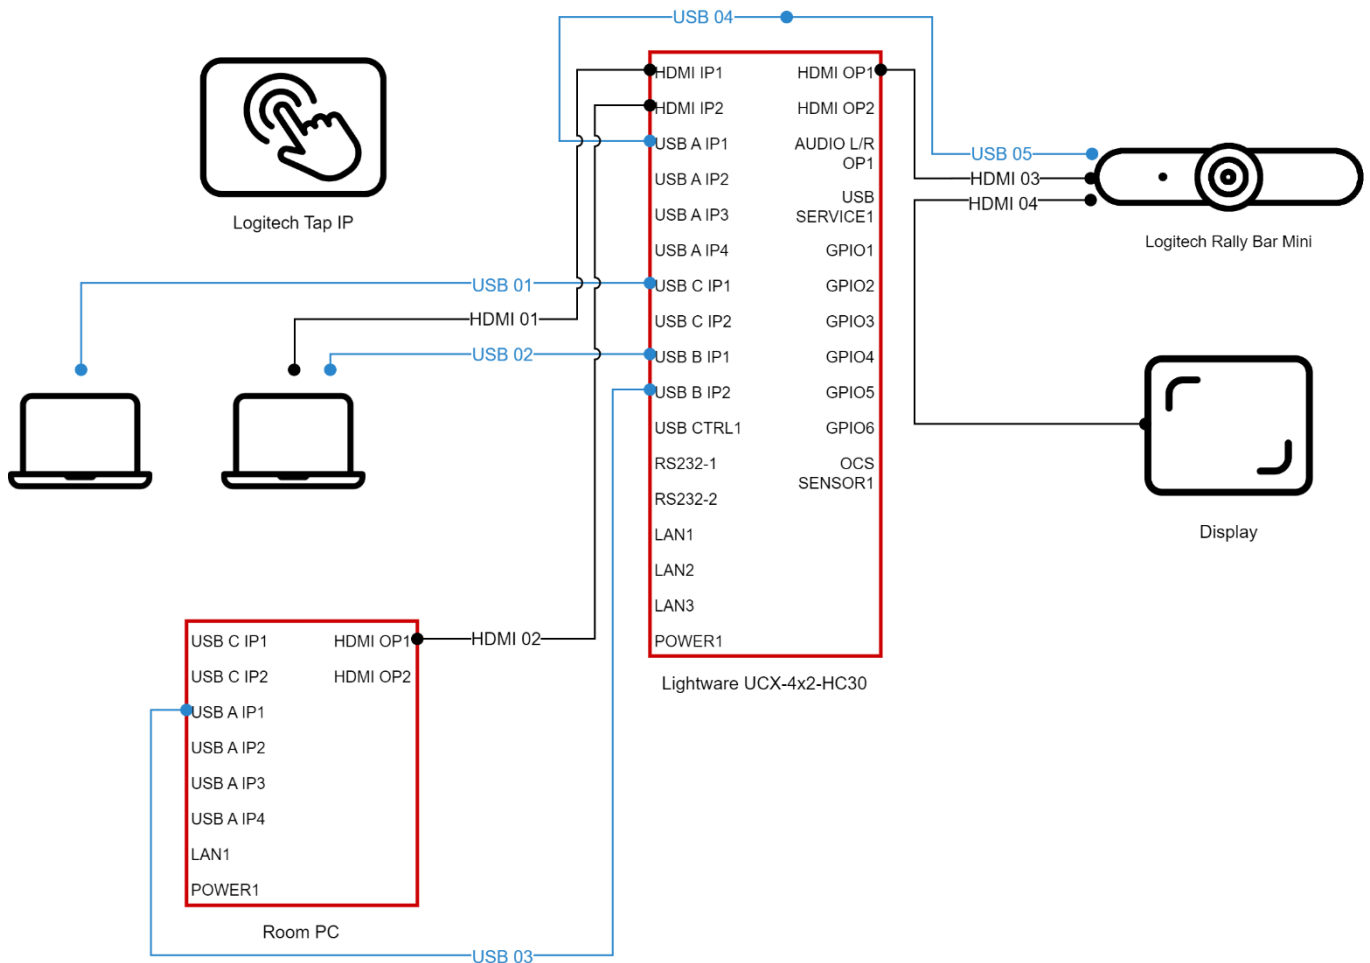 USB 04
HDMI IP1
HDMI IP2
USB A IP1
USB A IP2
USB A IP3
USB A IP4
USB C IP1
USB C IP2
USB B IP1
USB B IP2
USB CTRL1
RS232-1
RS232-2
LAN1
LAN2
LAN3
POWER1
HDMI OP1
HDMI OP2
AUDIO L/R
OP1
USB
SERVICE1
GPIO1
GPIO2
GPIO3
GPIO4
GPIO5
GPIO6
OCS
SENSOR1
Lightware UCX-4x2-HC30
Logitech Tap IP
USB 05
HDMI 03
HDMI 04
Logitech Rally Bar Mini
USB 01
HDMI 01
USB 02
Display
HDMI 02
USB C IP1
USB C IP2
USB A IP1
USB A IP2
USB A IP3
USB A IP4
LAN1
POWER1
HDMI OP1
HDMI OP2
Room PC
USB 03